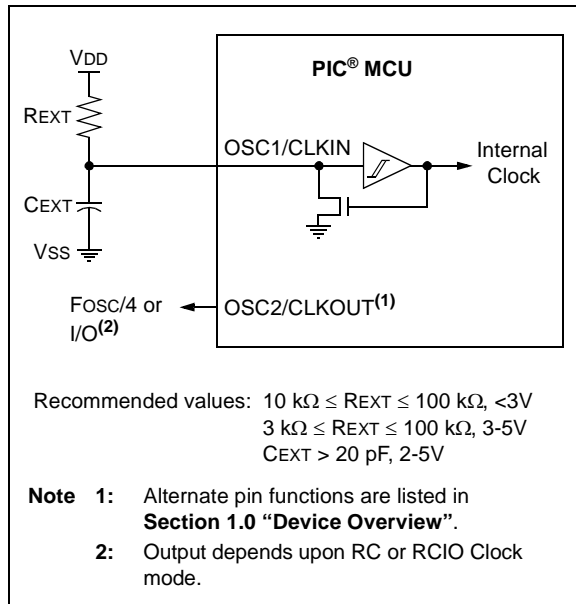 VDD
PIC® MCU
REXT
OSC1/CLKIN
Internal
Clock
CEXT
VSS
FOSC/4 or
I/O(2)
OSC2/CLKOUT(1)
Recommended values: 10 kΩ ≤ REXT ≤ 100 kΩ, <3V
3 kΩ ≤ REXT ≤ 100 kΩ, 3-5V
CEXT > 20 pF, 2-5V
Note 1: Alternate pin functions are listed in
Section 1.0 “Device Overview”.
2: Output depends upon RC or RCIO Clock
mode.